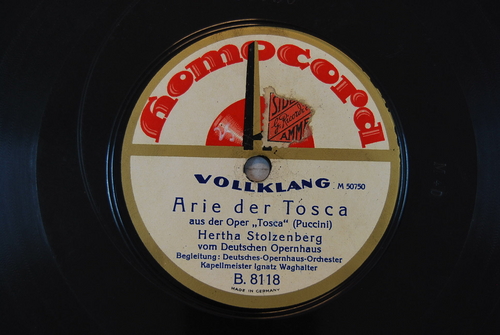 Homocord
VOLLKLANG M 50750
Arie der Tosca
aus der Oper „Tosca" (Puccini)
Hertha Stolzenberg
vom Deutschen Opernhaus
Begleitung: Deutsches-Opernhaus-Orchester
Kapellmeister Ignatz Waghalter
B. 8118
MADE IN GERMANY